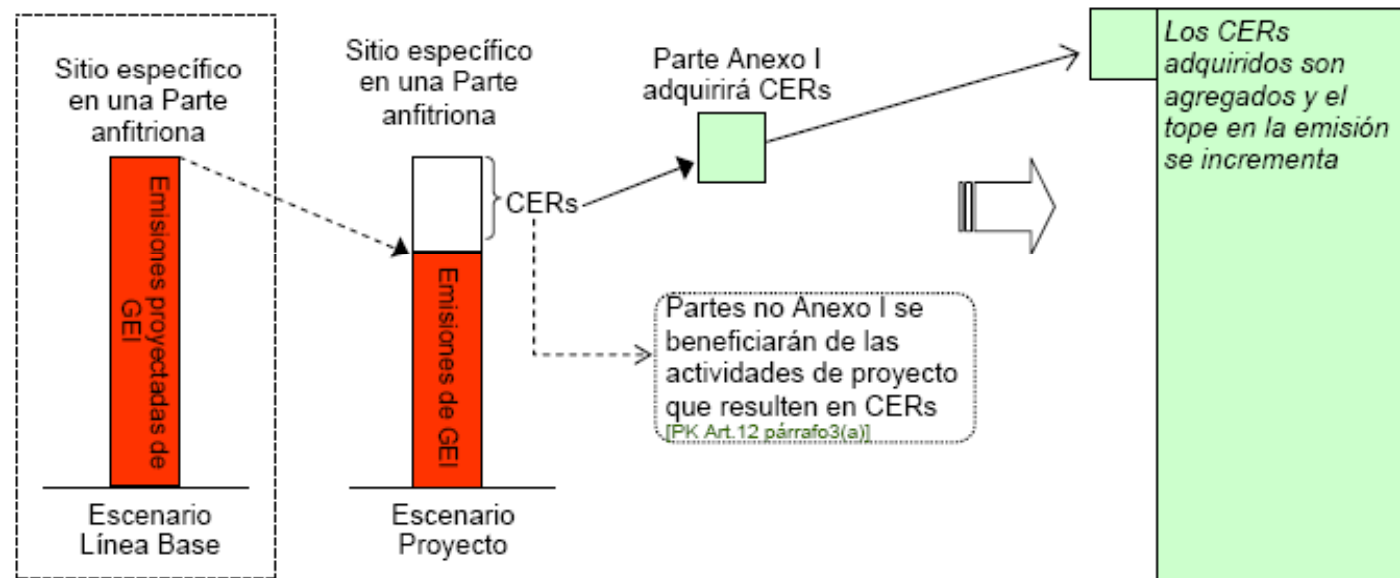 Sitio específico
en una Parte
anfitriona
Emisiones proyectadas de
GEI
Escenario
Línea Base
Sitio específico
en una Parte
anfitriona
CERs
Emisiones de GEI
Escenario
Proyecto
Parte Anexo I
adquirirá CERs
Partes no Anexo I se
beneficiarán de las
actividades de proyecto
que resulten en CERs
[PK Art.12 párrafo3(a)]
Los CERs
adquiridos son
agregados y el
tope en la emisión
se incrementa